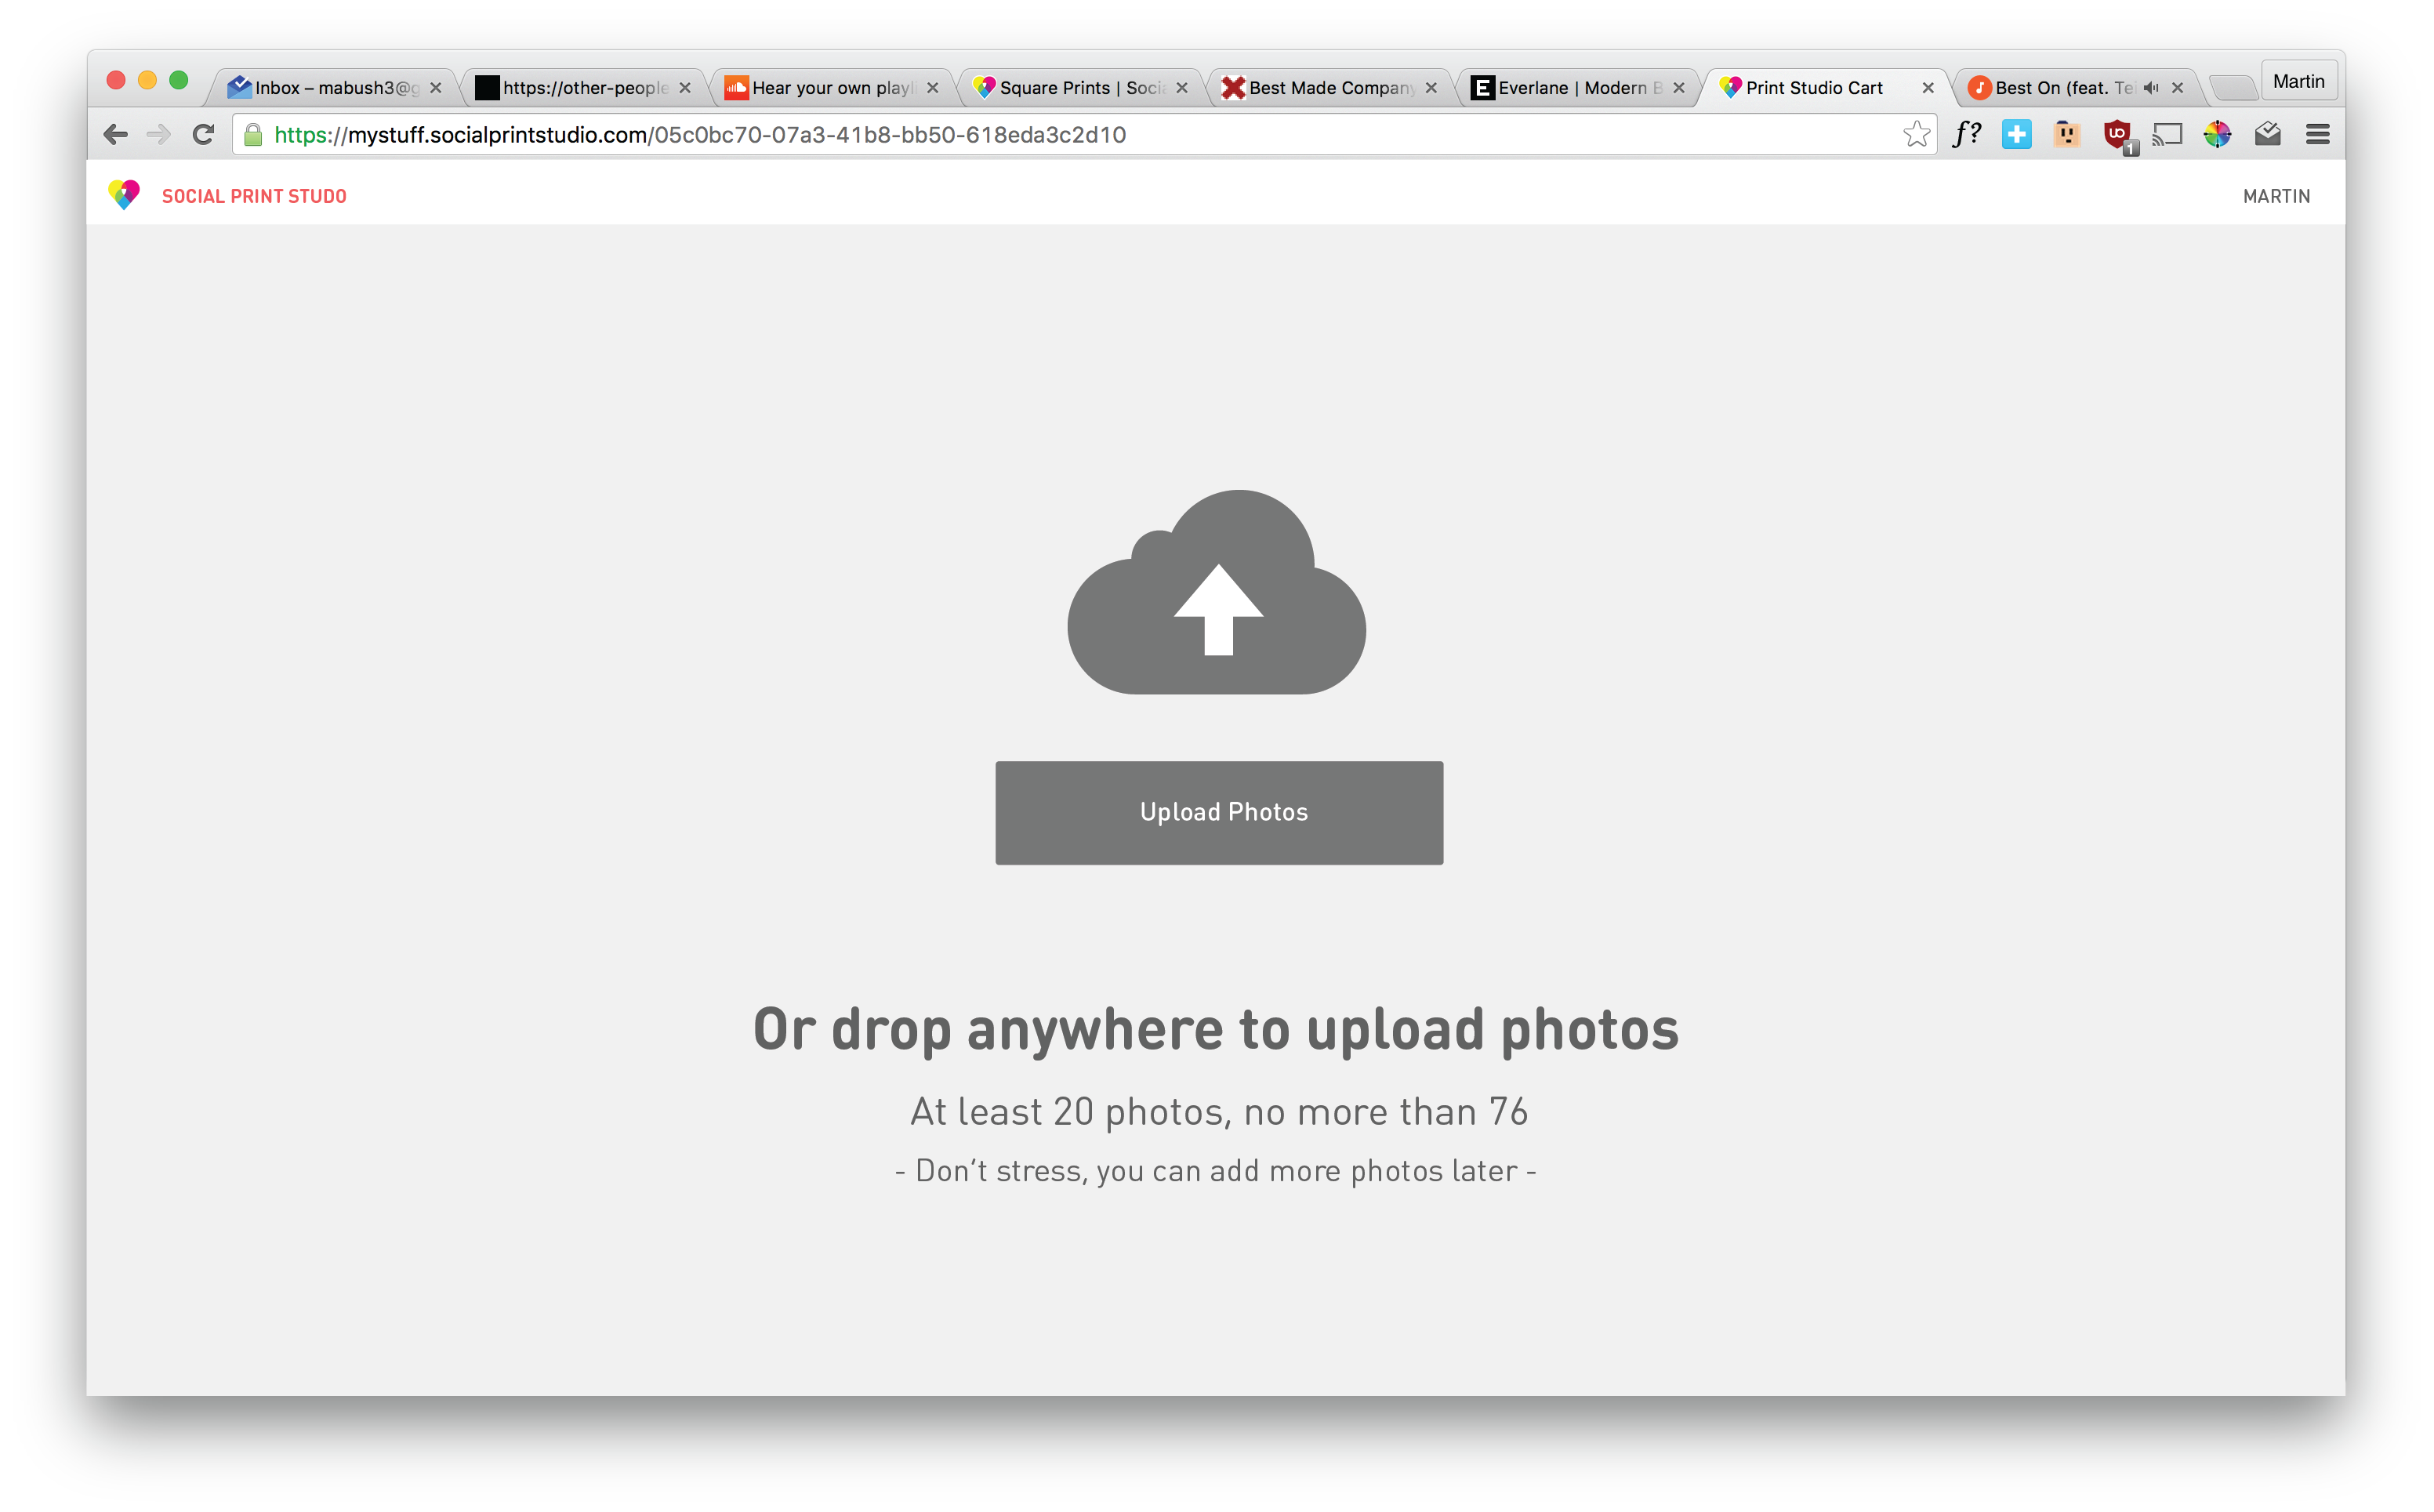 Inbox – mabush3@g
https://other-people
Hear your own playl
Square Prints | Socia
Best Made Company
Everlane | Modern B
Print Studio Cart
Best On (feat. Tei
Martin
https://mystuff.socialprintstudio.com/05c0bc70-07a3-41b8-bb50-618eda3c2d10
f?
1
SOCIAL PRINT STUDO
MARTIN
Upload Photos
Or drop anywhere to upload photos
At least 20 photos, no more than 76
- Don't stress, you can add more photos later -